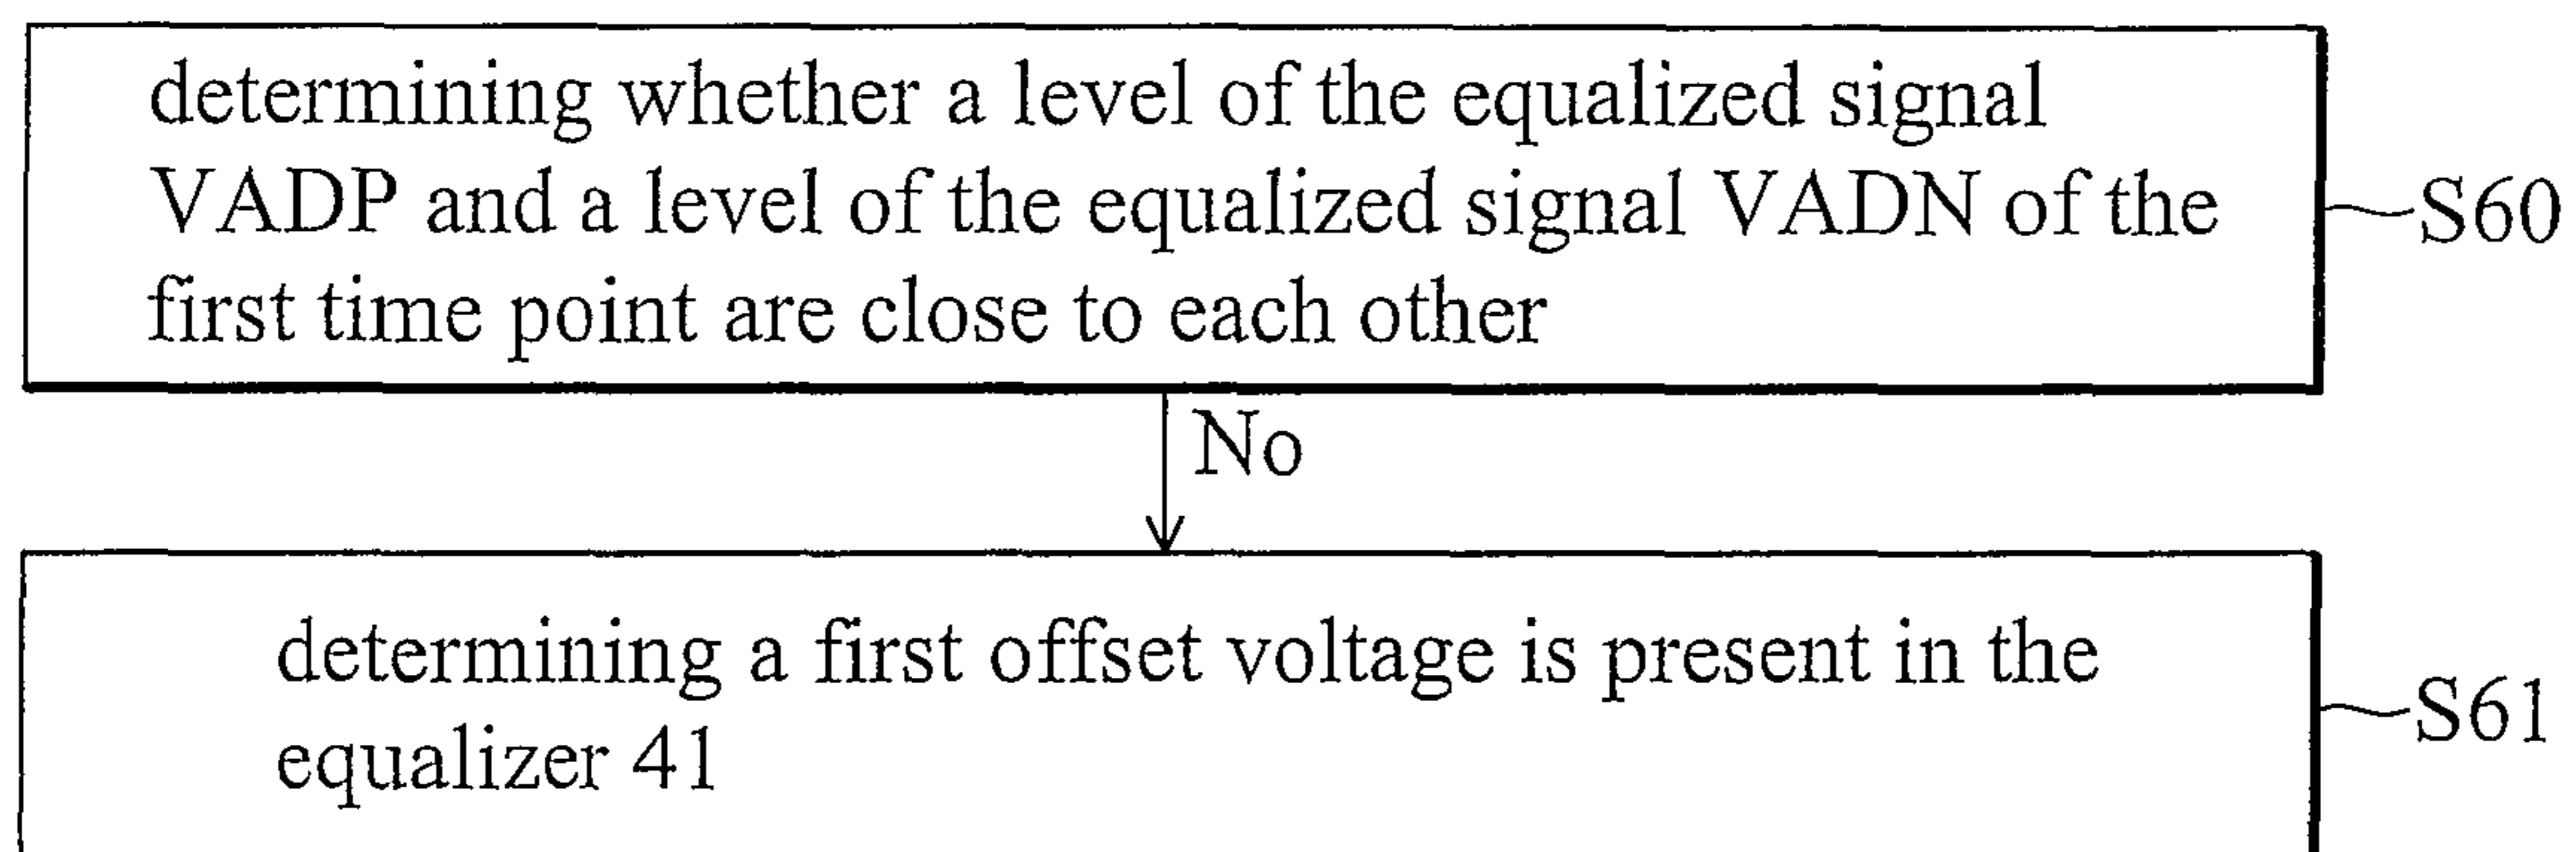 determining whether a level of the equalized signal
VADP and a level of the equalized signal VADN of the
first time point are close to each other
S60
No
determining a first offset voltage is present in the
equalizer 41
S61